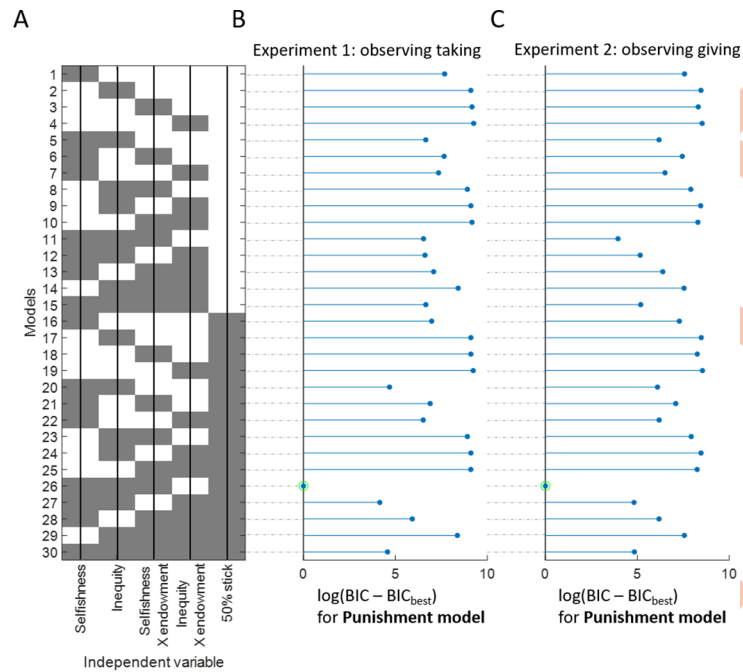 A
B
C
Experiment 1: observing taking
Experiment 2: observing giving
1
2
3
4
5
6
7
8
9
10
11
12
13
14
15
16
17
18
19
20
21
22
23
24
25
26
27
28
29
30
Models
Selfishness
Inequity
Selfishness
X endowment
Inequity
X endowment
50% stick
Independent variable
0 5 10
log(BIC – BICbest)
for Punishment model
0 5 10
log(BIC – BICbest)
for Punishment model